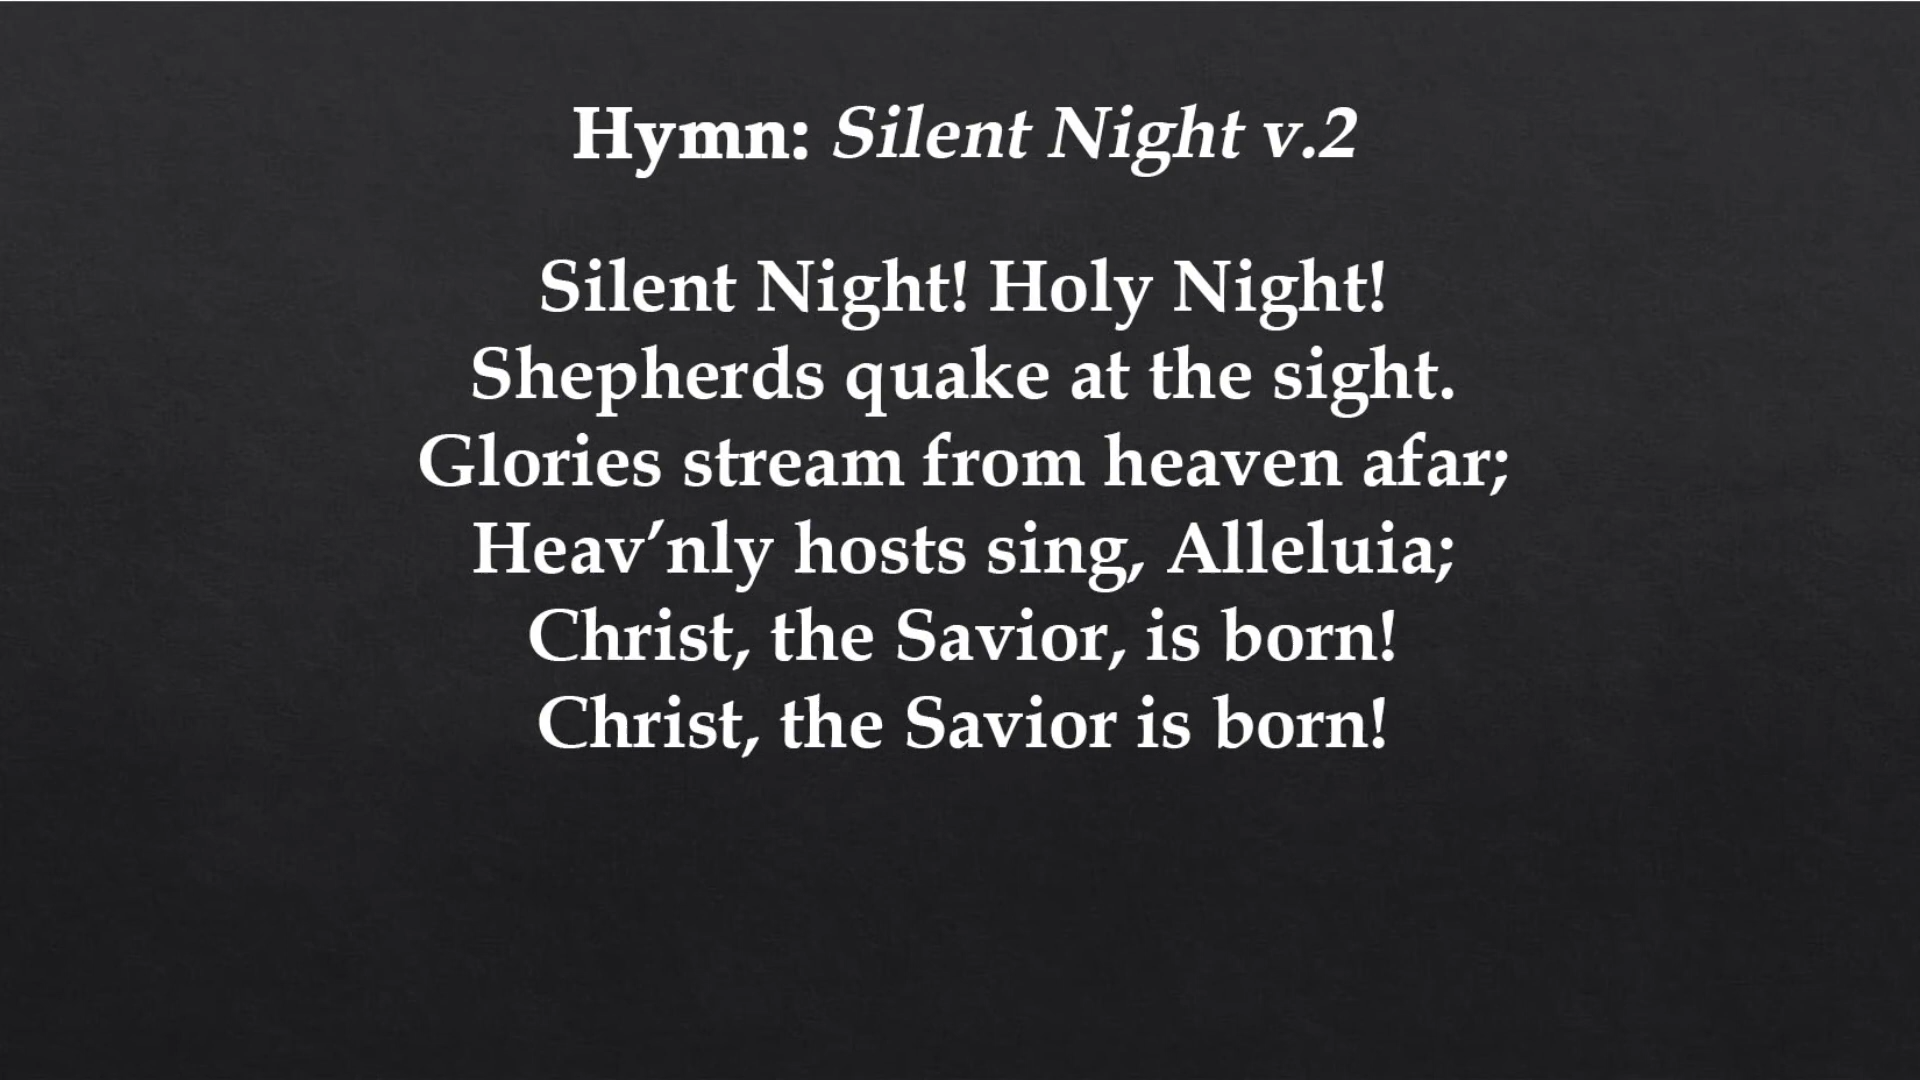 Hymn: Silent Night v.2
Silent Night! Holy Night!
Shepherds quake at the sight.
Glories stream from heaven afar;
Heav’nly hosts sing, Alleluia;
Christ, the Savior, is born!
Christ, the Savior is born!